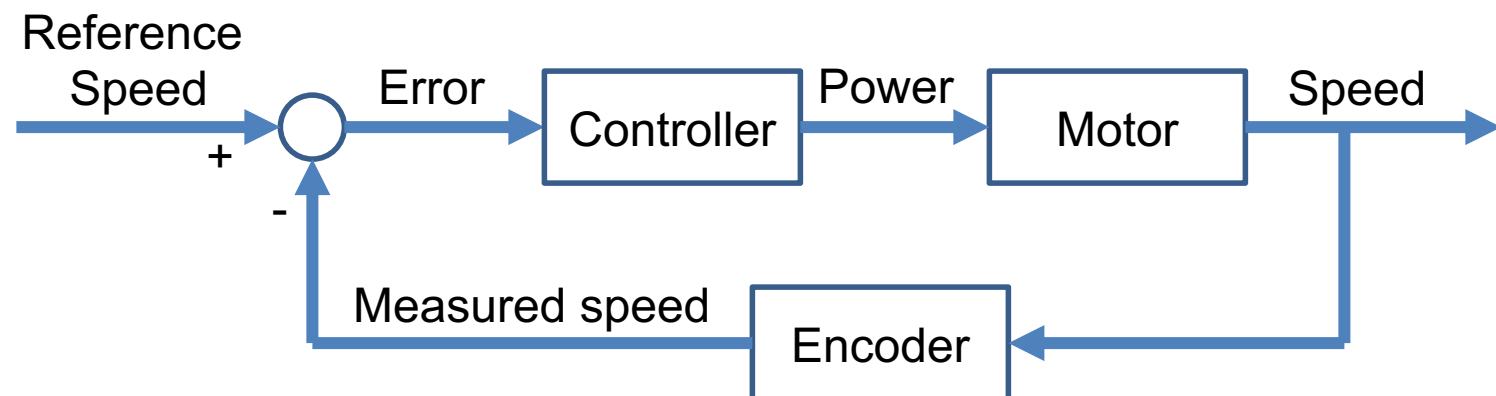 Reference
Speed
Error
Controller
Power
Motor
Speed
+
-
Measured speed
Encoder